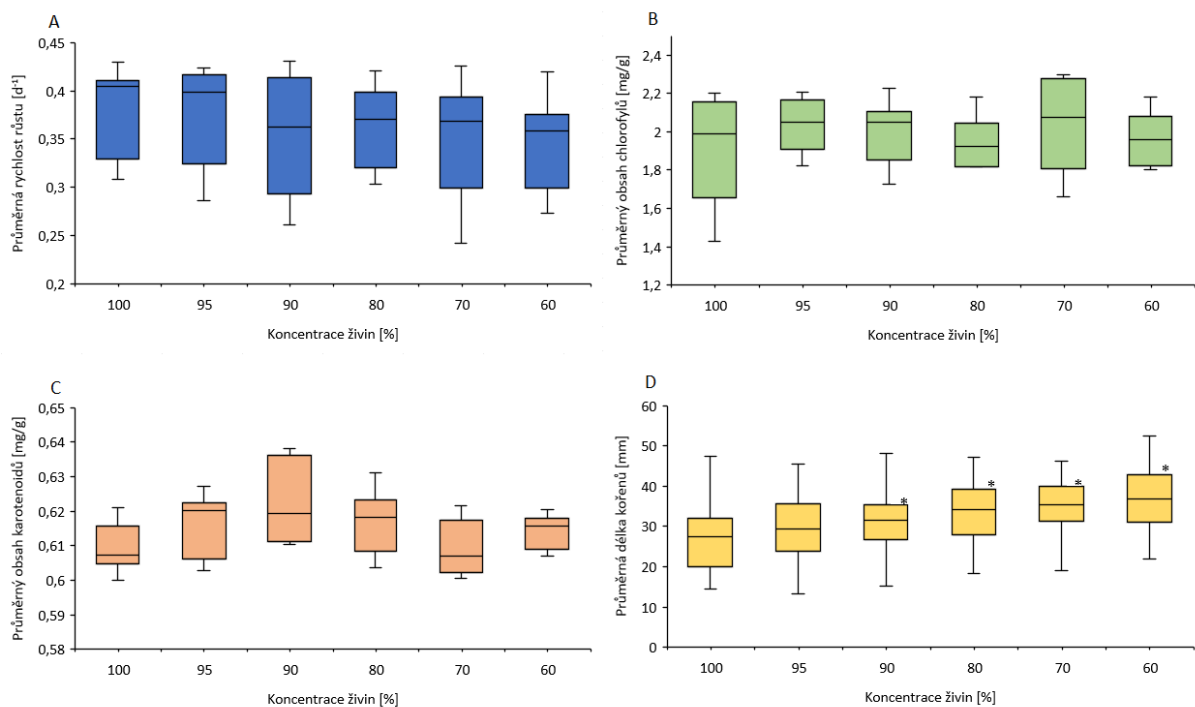 A
Průměrná rychlost růstu [d⁻¹]
0,45
0,4
0,35
0,3
0,25
0,2
100 95 90 80 70 60
Koncentrace živin [%]
B
Průměrný obsah chlorofylů [mg/g]
2,4
2,2
2
1,8
1,6
1,4
1,2
100 95 90 80 70 60
Koncentrace živin [%]
C
Průměrný obsah karotenoidů [mg/g]
0,65
0,64
0,63
0,62
0,61
0,6
0,59
0,58
100 95 90 80 70 60
Koncentrace živin [%]
D
Průměrná délka kořenů [mm]
60
50
40
30
20
10
0
* * * *
100 95 90 80 70 60
Koncentrace živin [%]